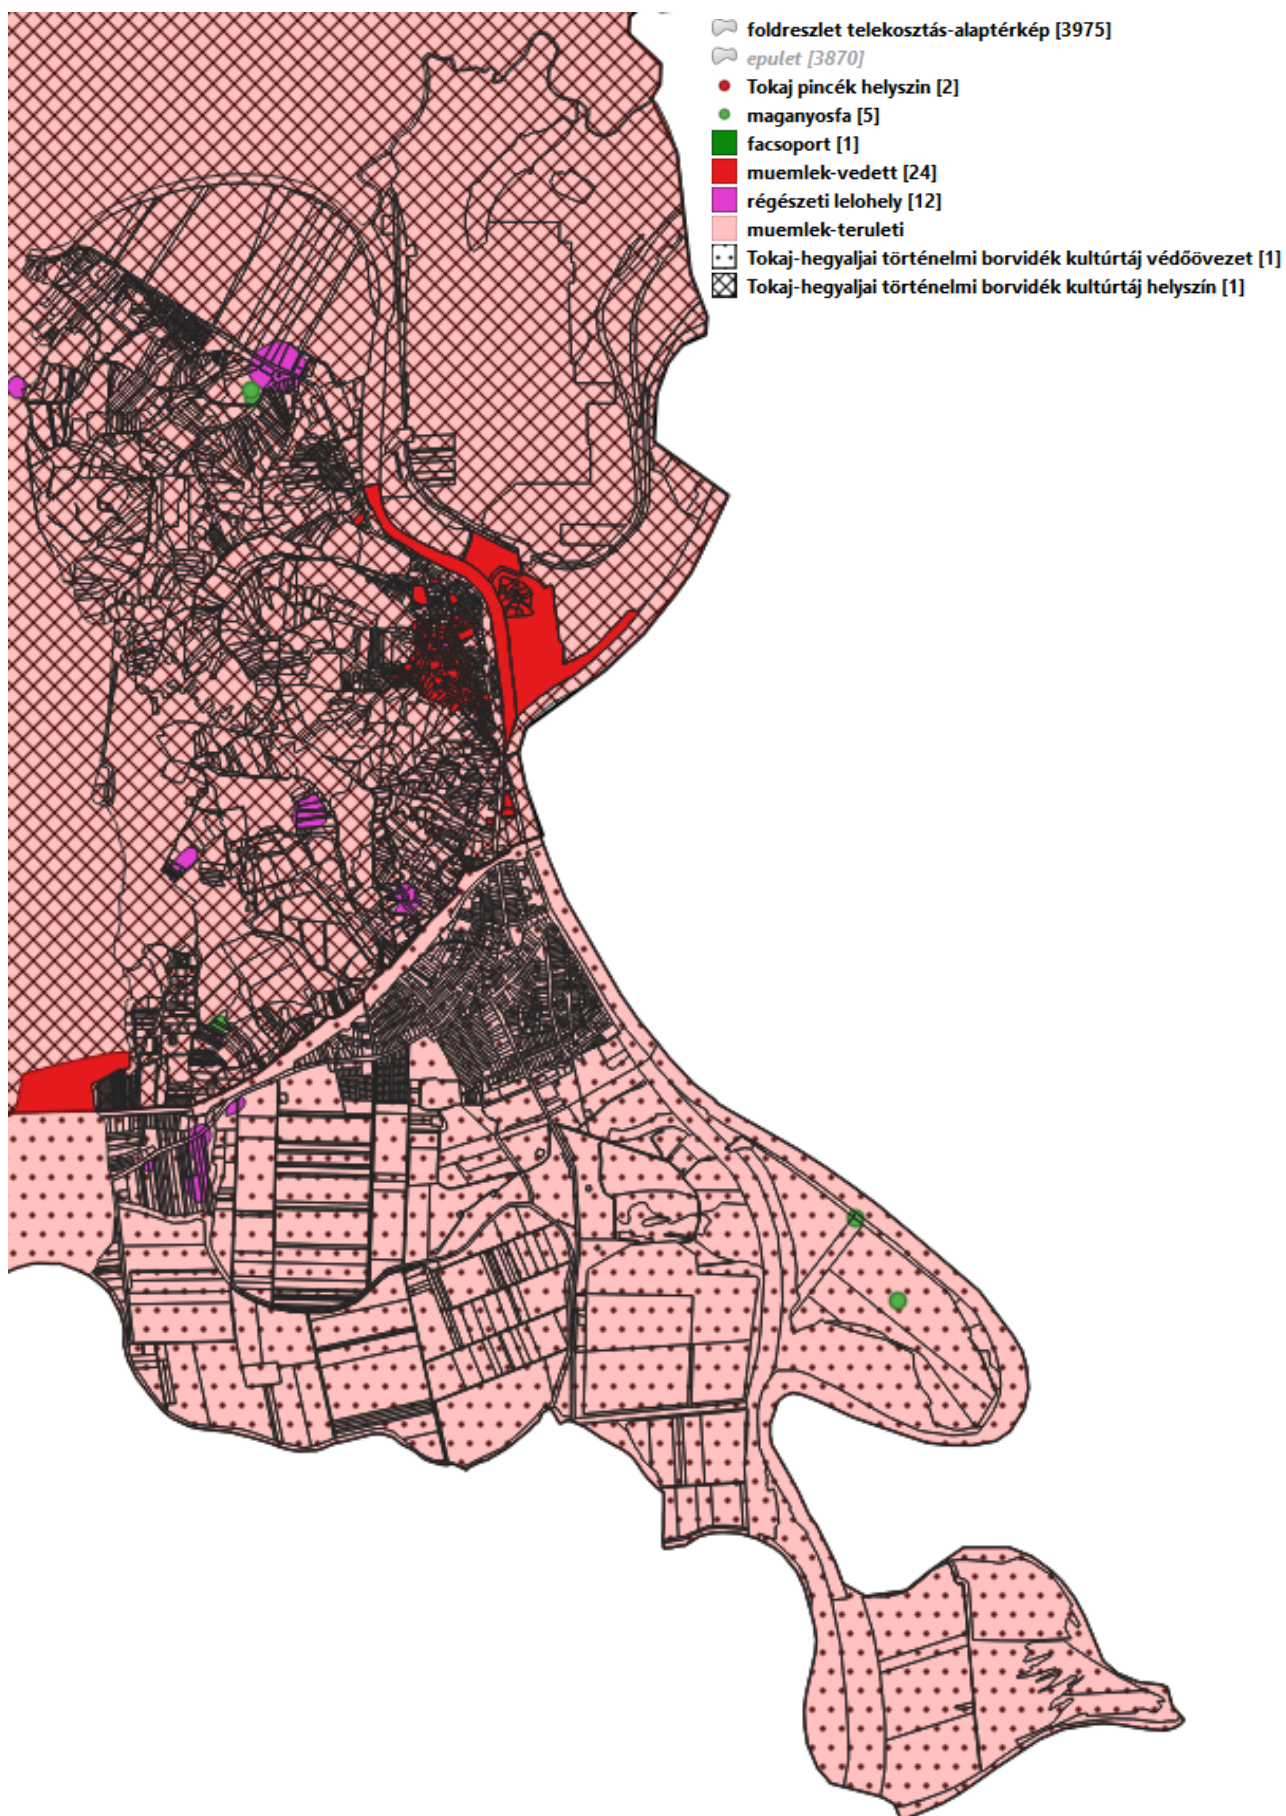 foldreszlet telekosztás-alaptérkép [3975]
epulet [3870]
Tokaj pincék helyszin [2]
maganyosfa [5]
facsoport [1]
muemlek-vedett [24]
régészeti lelohely [12]
muemlek-teruleti
Tokaj-hegyaljai történelmi borvidék kultúrtáj védőövezet [1]
Tokaj-hegyaljai történelmi borvidék kultúrtáj helyszín [1]